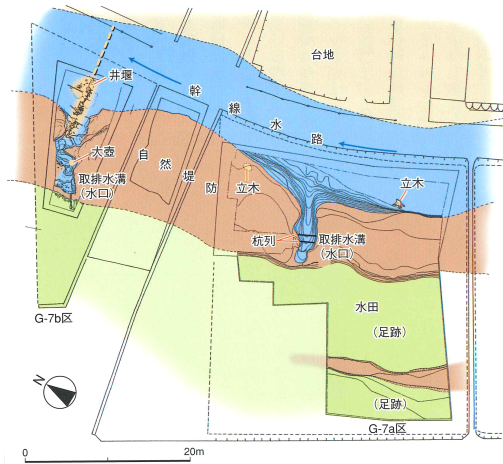 台地
井堰
幹線水路
大壺
自然堤防
取排水溝
(水口)
立木
立木
杭列
取排水溝
(水口)
水田
(足跡)
(足跡)
G-7b区
G-7a区
N
0
20m